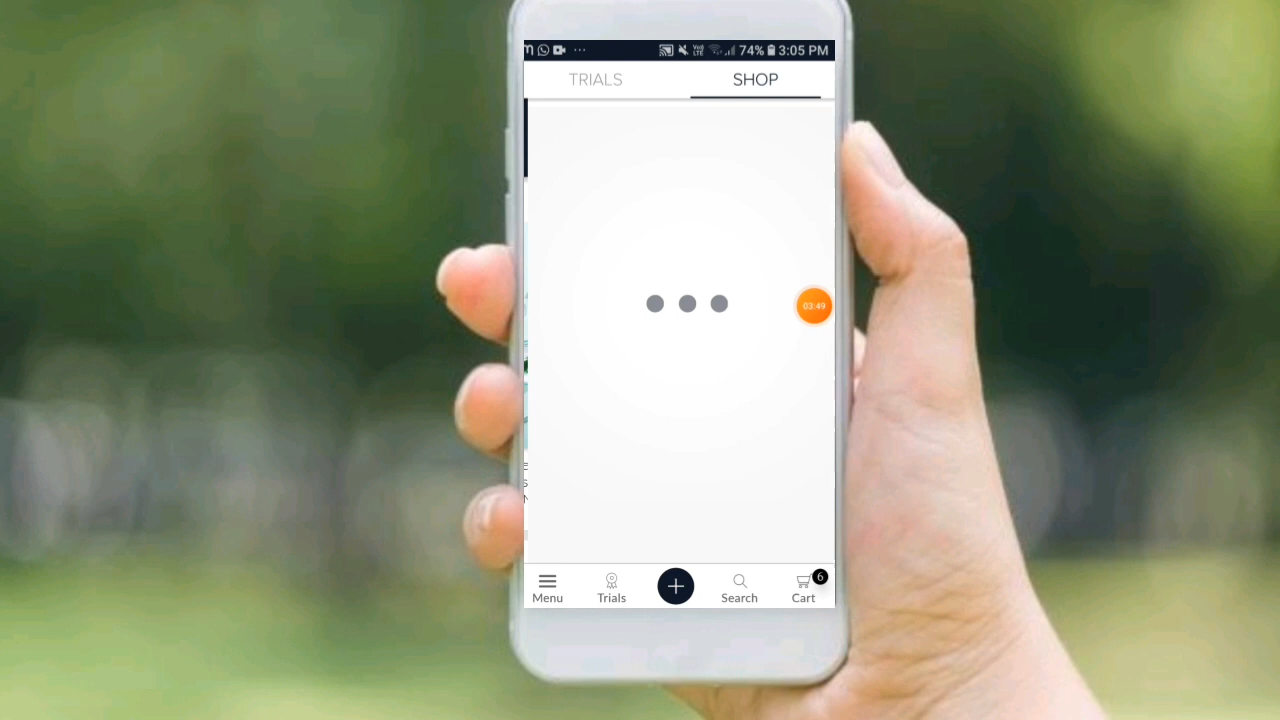 74% 3:05 PM
TRIALS SHOP
03:49
6
Menu Trials Search Cart